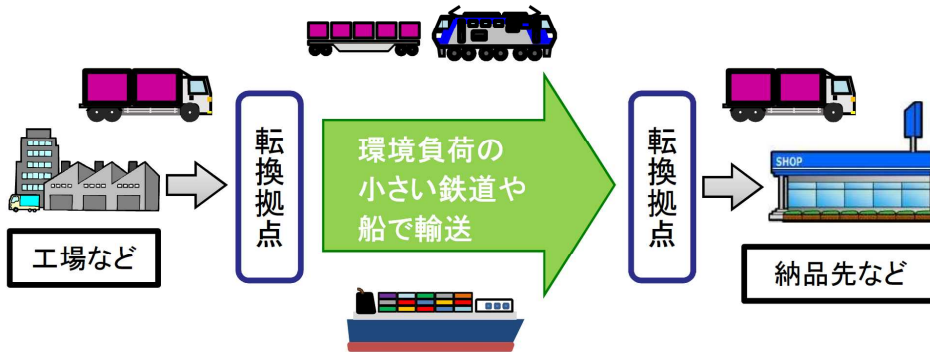 工場など
転換拠点
環境負荷の
小さい鉄道や
船で輸送
転換拠点
SHOP
納品先など